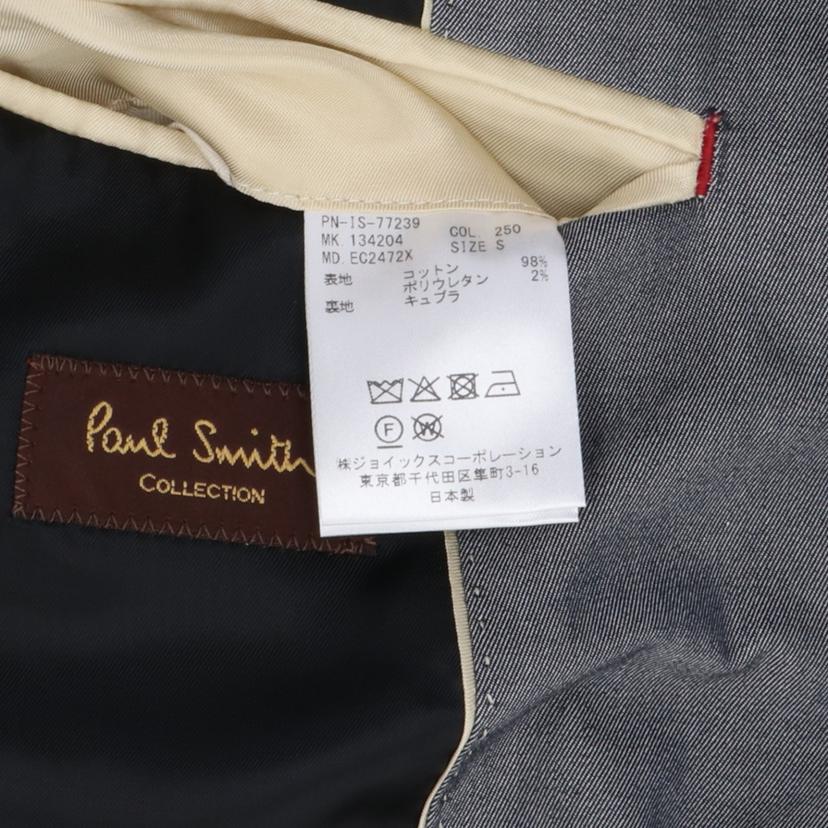 PN-IS-77239 COL. 250
MK. 134204 SIZE S
MD. EC2472X
表地 コットン 98%
ポリウレタン 2%
裏地 キュプラ
F W
㈱ジョイックスコーポレーション
東京都千代田区隼町3-16
日本製
Paul Smith
COLLECTION